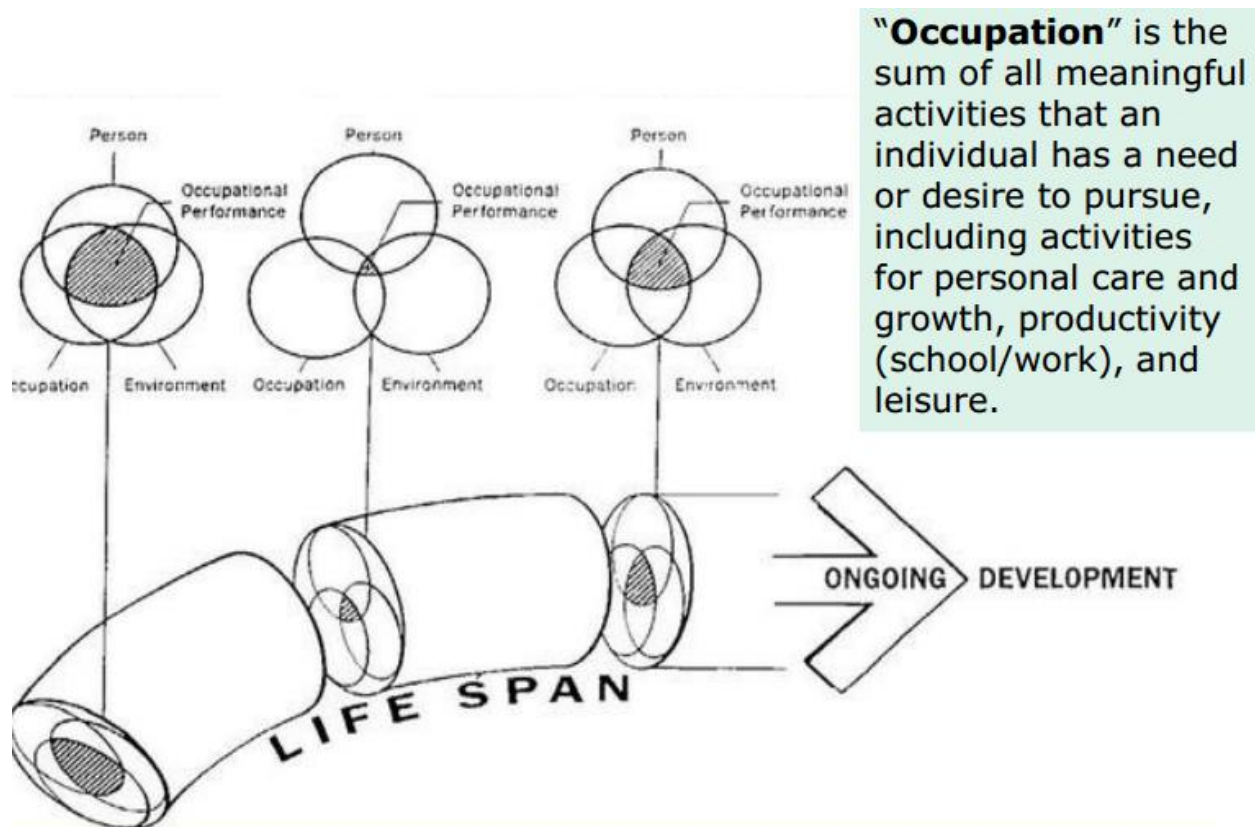 “Occupation” is the
sum of all meaningful
activities that an
individual has a need
or desire to pursue,
including activities
for personal care and
growth, productivity
(school/work), and
leisure.
Person
Occupational
Performance
ccupation
Environment
Person
Occupational
Performance
Occupation
Environment
Person
Occupational
Performance
Occupation
Environment
LIFE SPAN
ONGOING DEVELOPMENT